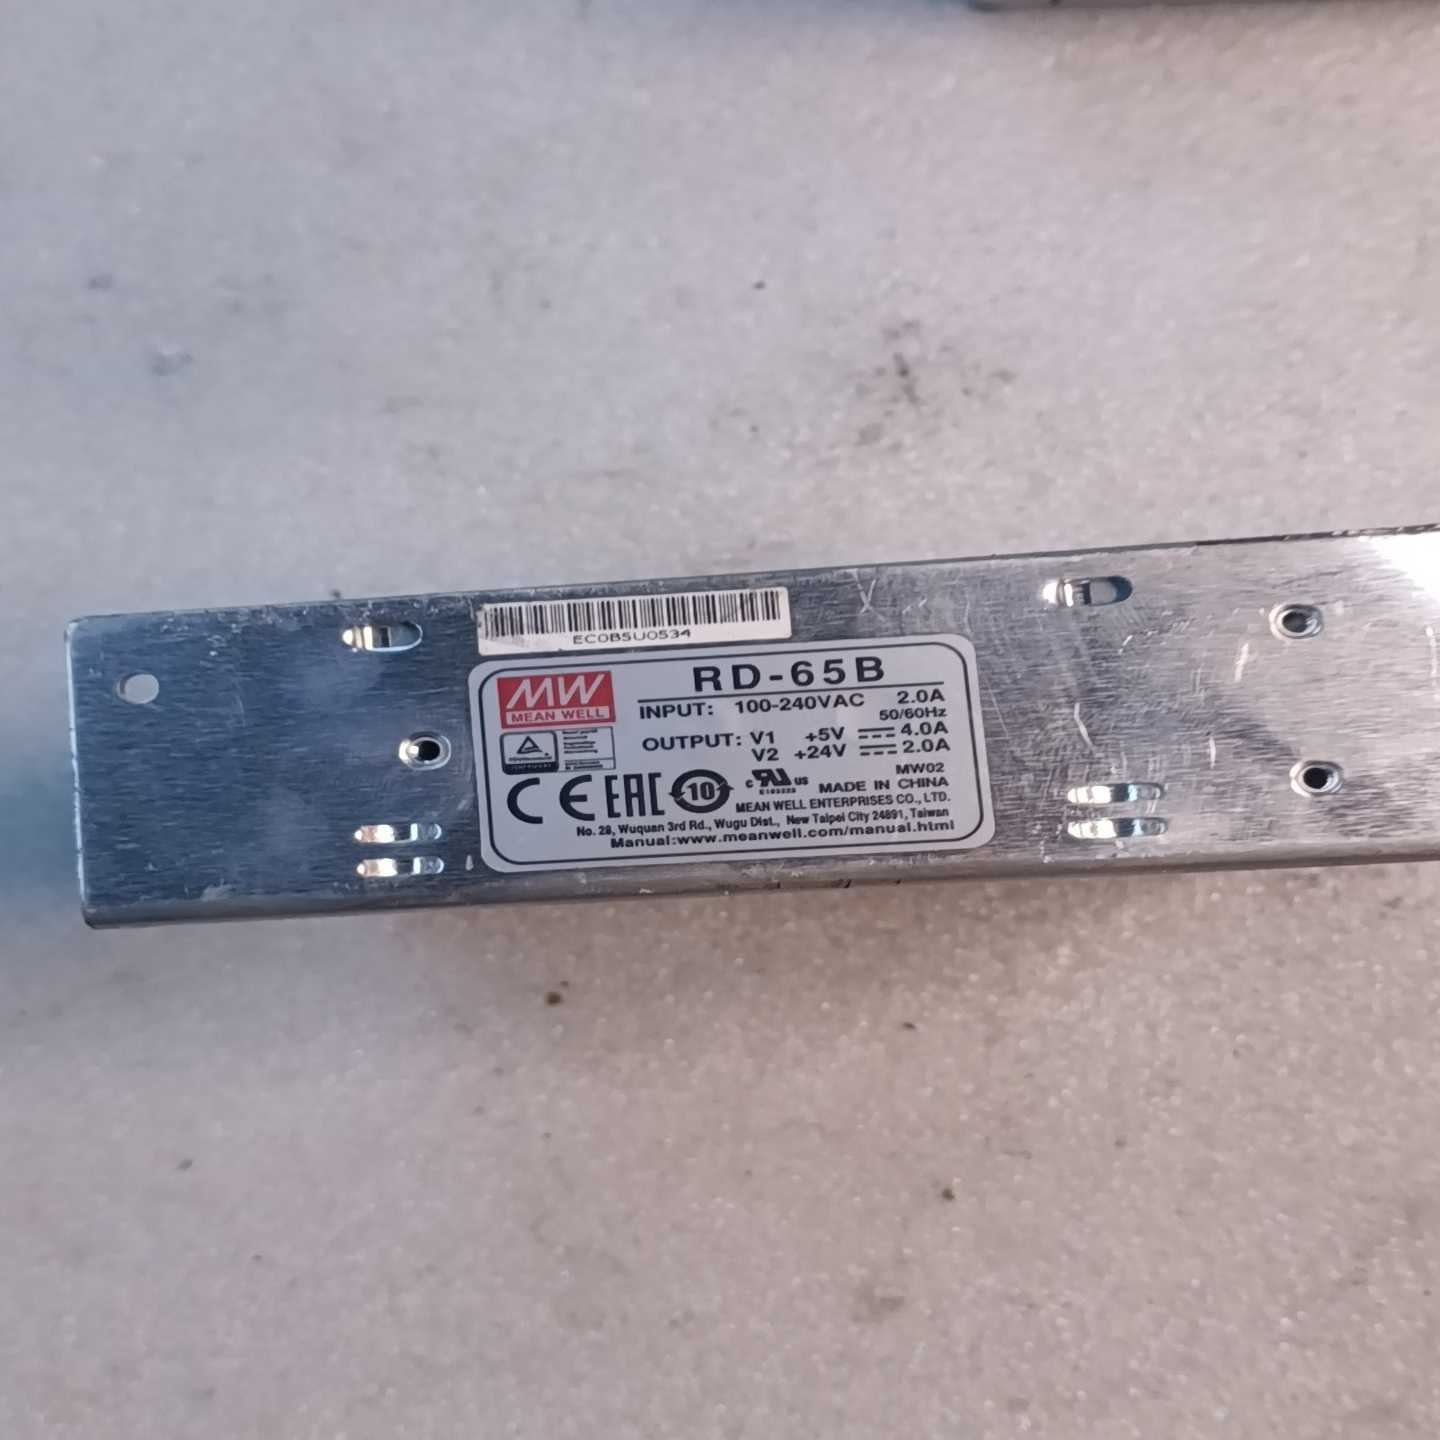 EC0B5U0534
MW
MEAN WELL
RD-65B
INPUT: 100-240VAC 2.0A
50/60Hz
OUTPUT: V1 +5V 4.0A
V2 +24V 2.0A
MW02
CE EAC 10 c RU us MADE IN CHINA
MEAN WELL ENTERPRISES CO., LTD.
No. 28, Wuquan 3rd Rd., Wugu Dist., New Taipei City 24891, Taiwan
Manual:www.meanwell.com/manual.html